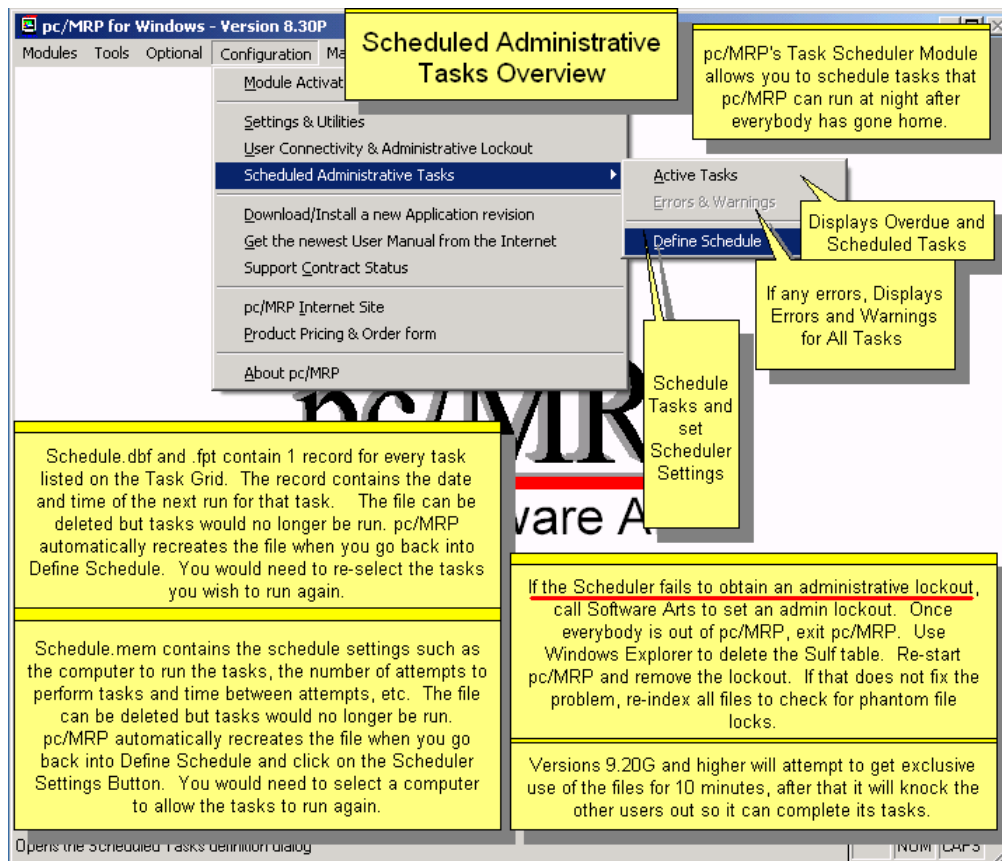 pc/MRP for Windows - Version 8.30P
Modules Tools Optional Configuration Ma
Scheduled Administrative
Tasks Overview
pc/MRP's Task Scheduler Module
allows you to schedule tasks that
pc/MRP can run at night after
everybody has gone home.
Module Activat
Settings & Utilities
User Connectivity & Administrative Lockout
Scheduled Administrative Tasks
Download/Install a new Application revision
Get the newest User Manual from the Internet
Support Contract Status
pc/MRP Internet Site
Product Pricing & Order form
About pc/MRP
Active Tasks
Errors & Warnings
Define Schedule
Displays Overdue and
Scheduled Tasks
If any errors, Displays
Errors and Warnings
for All Tasks
Schedule
Tasks and
set
Scheduler
Settings
pc/MR
ware A
Schedule.dbf and .fpt contain 1 record for every task
listed on the Task Grid. The record contains the date
and time of the next run for that task. The file can be
deleted but tasks would no longer be run. pc/MRP
automatically recreates the file when you go back into
Define Schedule. You would need to re-select the tasks
you wish to run again.
Schedule.mem contains the schedule settings such as
the computer to run the tasks, the number of attempts to
perform tasks and time between attempts, etc. The file
can be deleted but tasks would no longer be run.
pc/MRP automatically recreates the file when you go
back into Define Schedule and click on the Scheduler
Settings Button. You would need to select a computer
to allow the tasks to run again.
If the Scheduler fails to obtain an administrative lockout,
call Software Arts to set an admin lockout. Once
everybody is out of pc/MRP, exit pc/MRP. Use
Windows Explorer to delete the Sulf table. Re-start
pc/MRP and remove the lockout. If that does not fix the
problem, re-index all files to check for phantom file
locks.
Versions 9.20G and higher will attempt to get exclusive
use of the files for 10 minutes, after that it will knock the
other users out so it can complete its tasks.
Opens the Scheduled Tasks definition dialog
NUM CAPS